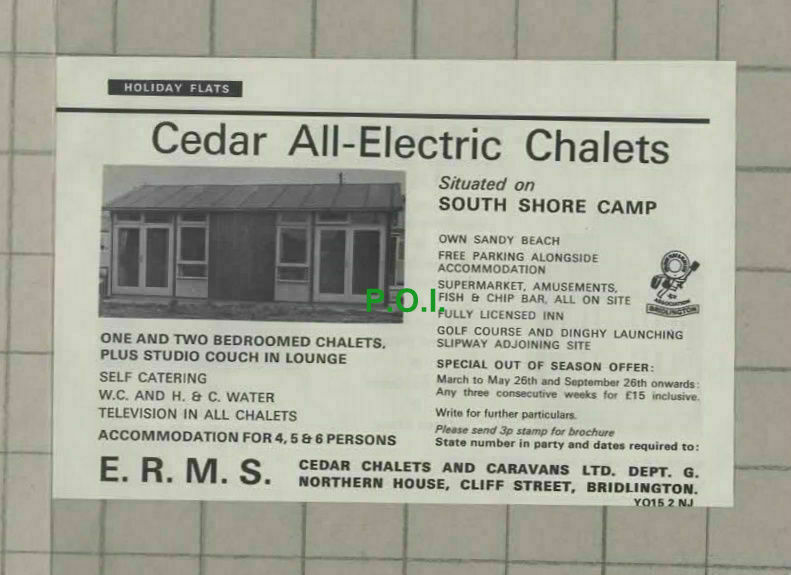 HOLIDAY FLATS
Cedar All-Electric Chalets
Situated on
SOUTH SHORE CAMP
OWN SANDY BEACH
FREE PARKING ALONGSIDE
ACCOMMODATION
SUPERMARKET, AMUSEMENTS,
FISH & CHIP BAR, ALL ON SITE
FULLY LICENSED INN
GOLF COURSE AND DINGHY LAUNCHING
SLIPWAY ADJOINING SITE
ASSOCIATION
BRIDLINGTON
P.O.I.
ONE AND TWO BEDROOMED CHALETS,
PLUS STUDIO COUCH IN LOUNGE
SELF CATERING
W.C. AND H. & C. WATER
TELEVISION IN ALL CHALETS
ACCOMMODATION FOR 4, 5 & 6 PERSONS
SPECIAL OUT OF SEASON OFFER:
March to May 26th and September 26th onwards:
Any three consecutive weeks for £15 inclusive.
Write for further particulars.
Please send 3p stamp for brochure
State number in party and dates required to:
E. R. M. S.
CEDAR CHALETS AND CARAVANS LTD. DEPT. G.
NORTHERN HOUSE, CLIFF STREET, BRIDLINGTON.
YO15 2 NJ